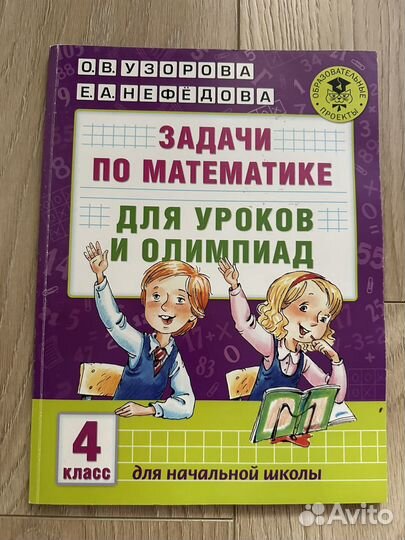 О.В. УЗОРОВА
Е.А. НЕФЁДОВА
ОБРАЗОВАТЕЛЬНЫЕ
ПРОЕКТЫ
ЗАДАЧИ
ПО МАТЕМАТИКЕ
ДЛЯ УРОКОВ
И ОЛИМПИАД
4
КЛАСС
для начальной школы
Avito